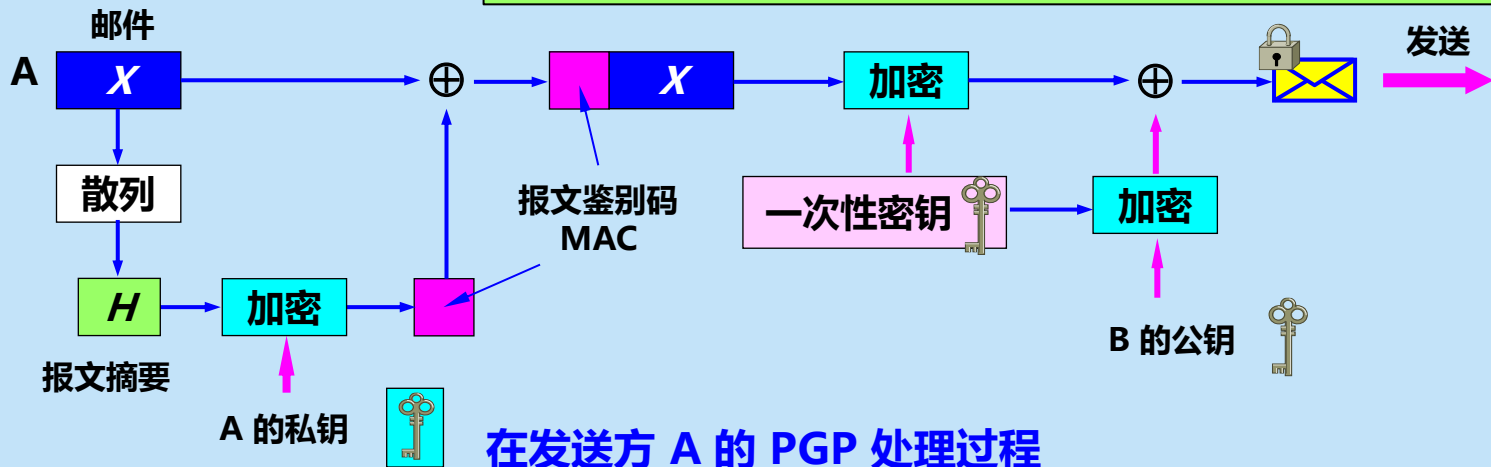 邮件
A
X
⊕
X
加密
⊕
发送
散列
报文鉴别码
MAC
一次性密钥
加密
H
加密
B 的公钥
报文摘要
A 的私钥
在发送方 A 的 PGP 处理过程